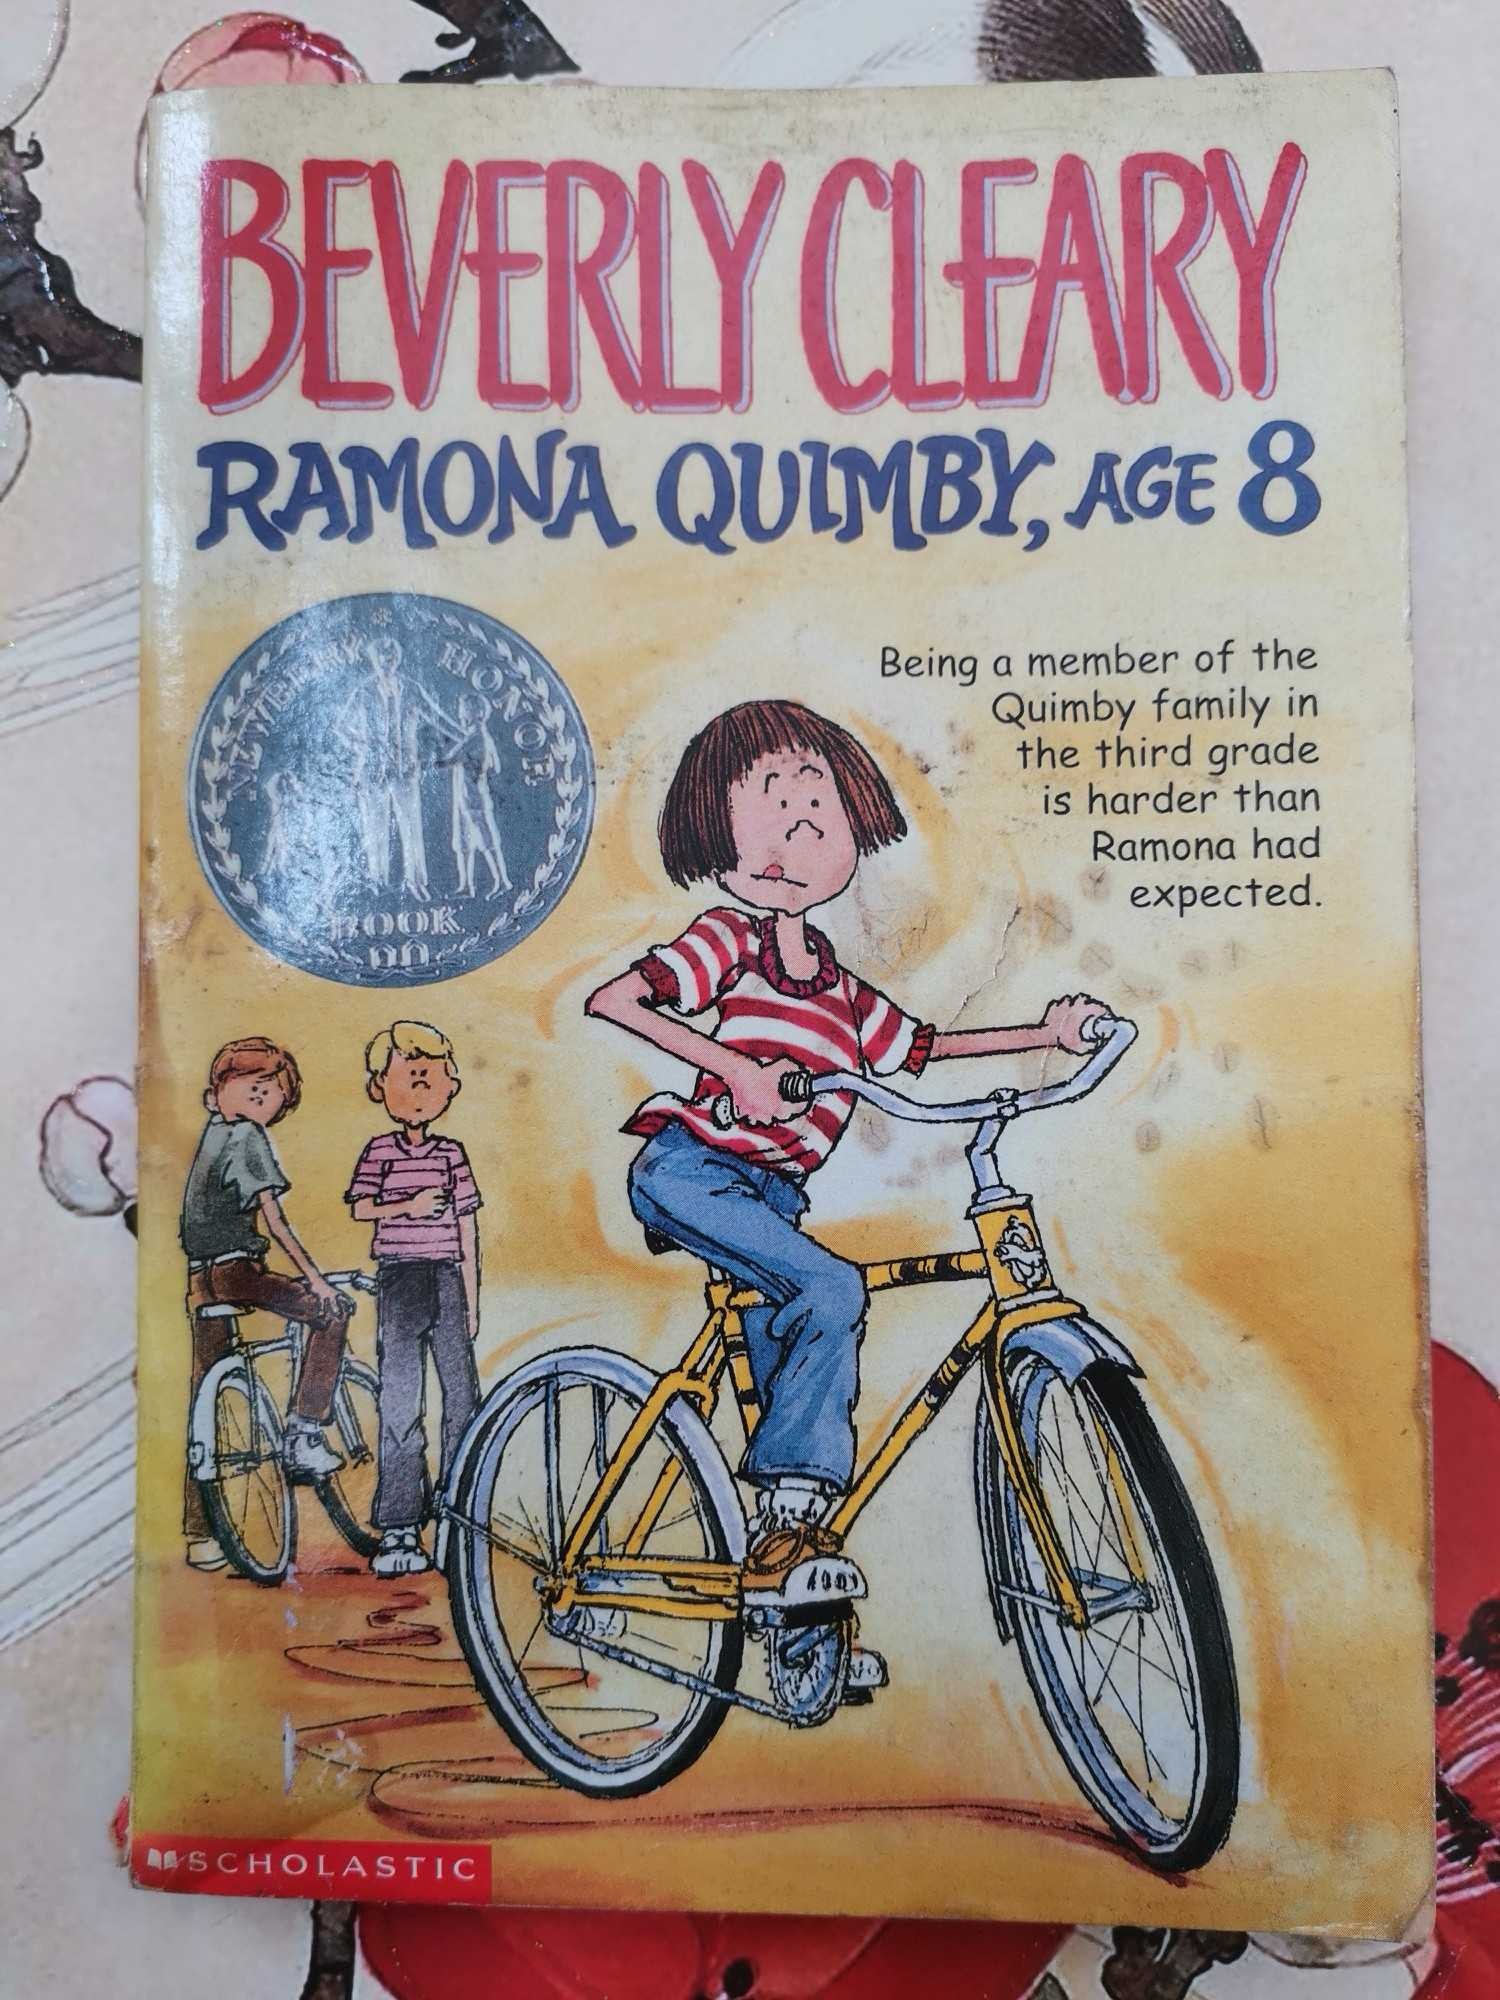 BEVERLY CLEARY
RAMONA QUIMBY, AGE 8
NEWBERY HONOR
BOOK
Being a member of the
Quimby family in
the third grade
is harder than
Ramona had
expected.
SCHOLASTIC